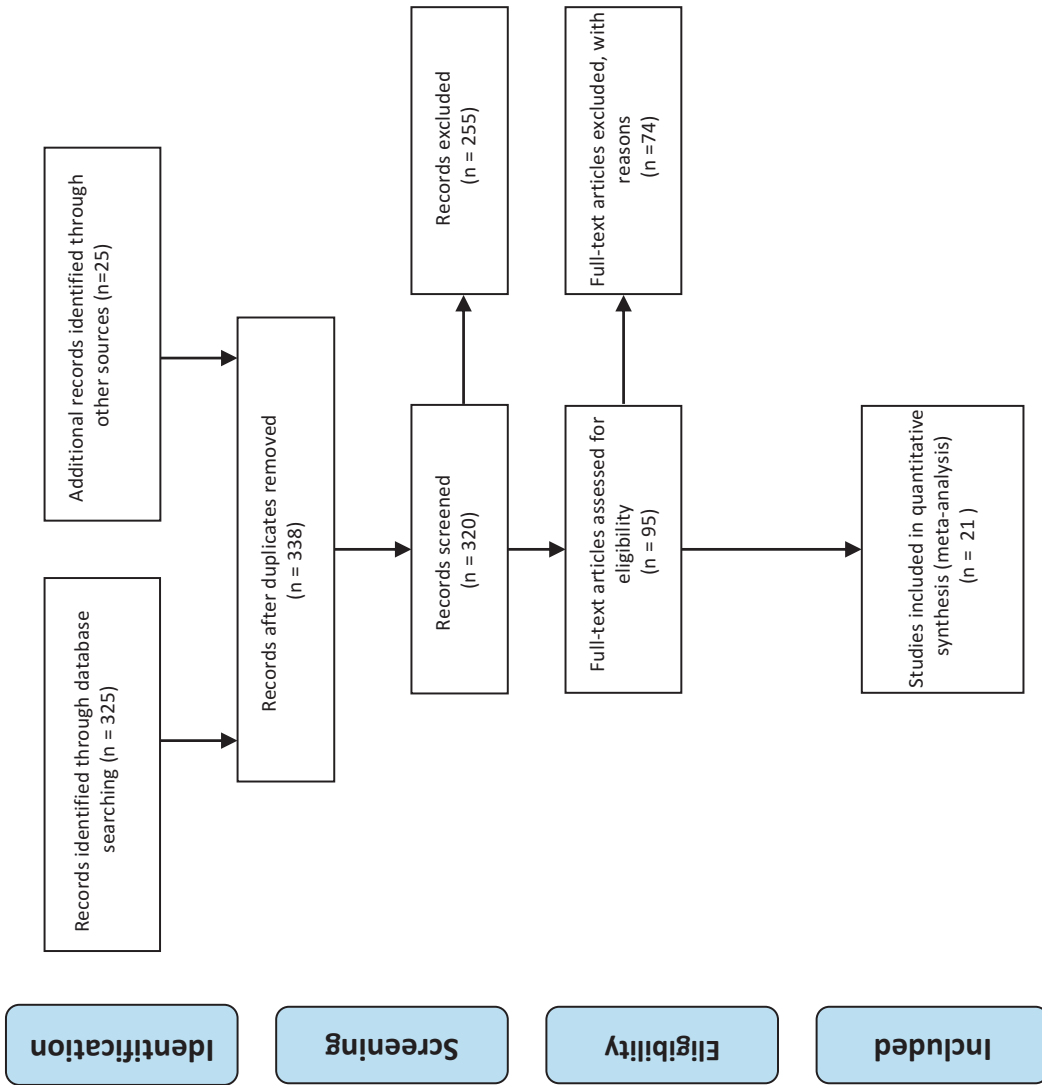 Identification
Screening
Eligibility
Included
Records identified through database
searching (n = 325)
Additional records identified through
other sources (n=25)
Records after duplicates removed
(n = 338)
Records screened
(n = 320)
Records excluded
(n = 255)
Full-text articles assessed for
eligibility
(n = 95)
Full-text articles excluded, with
reasons
(n =74)
Studies included in quantitative
synthesis (meta-analysis)
(n = 21 )